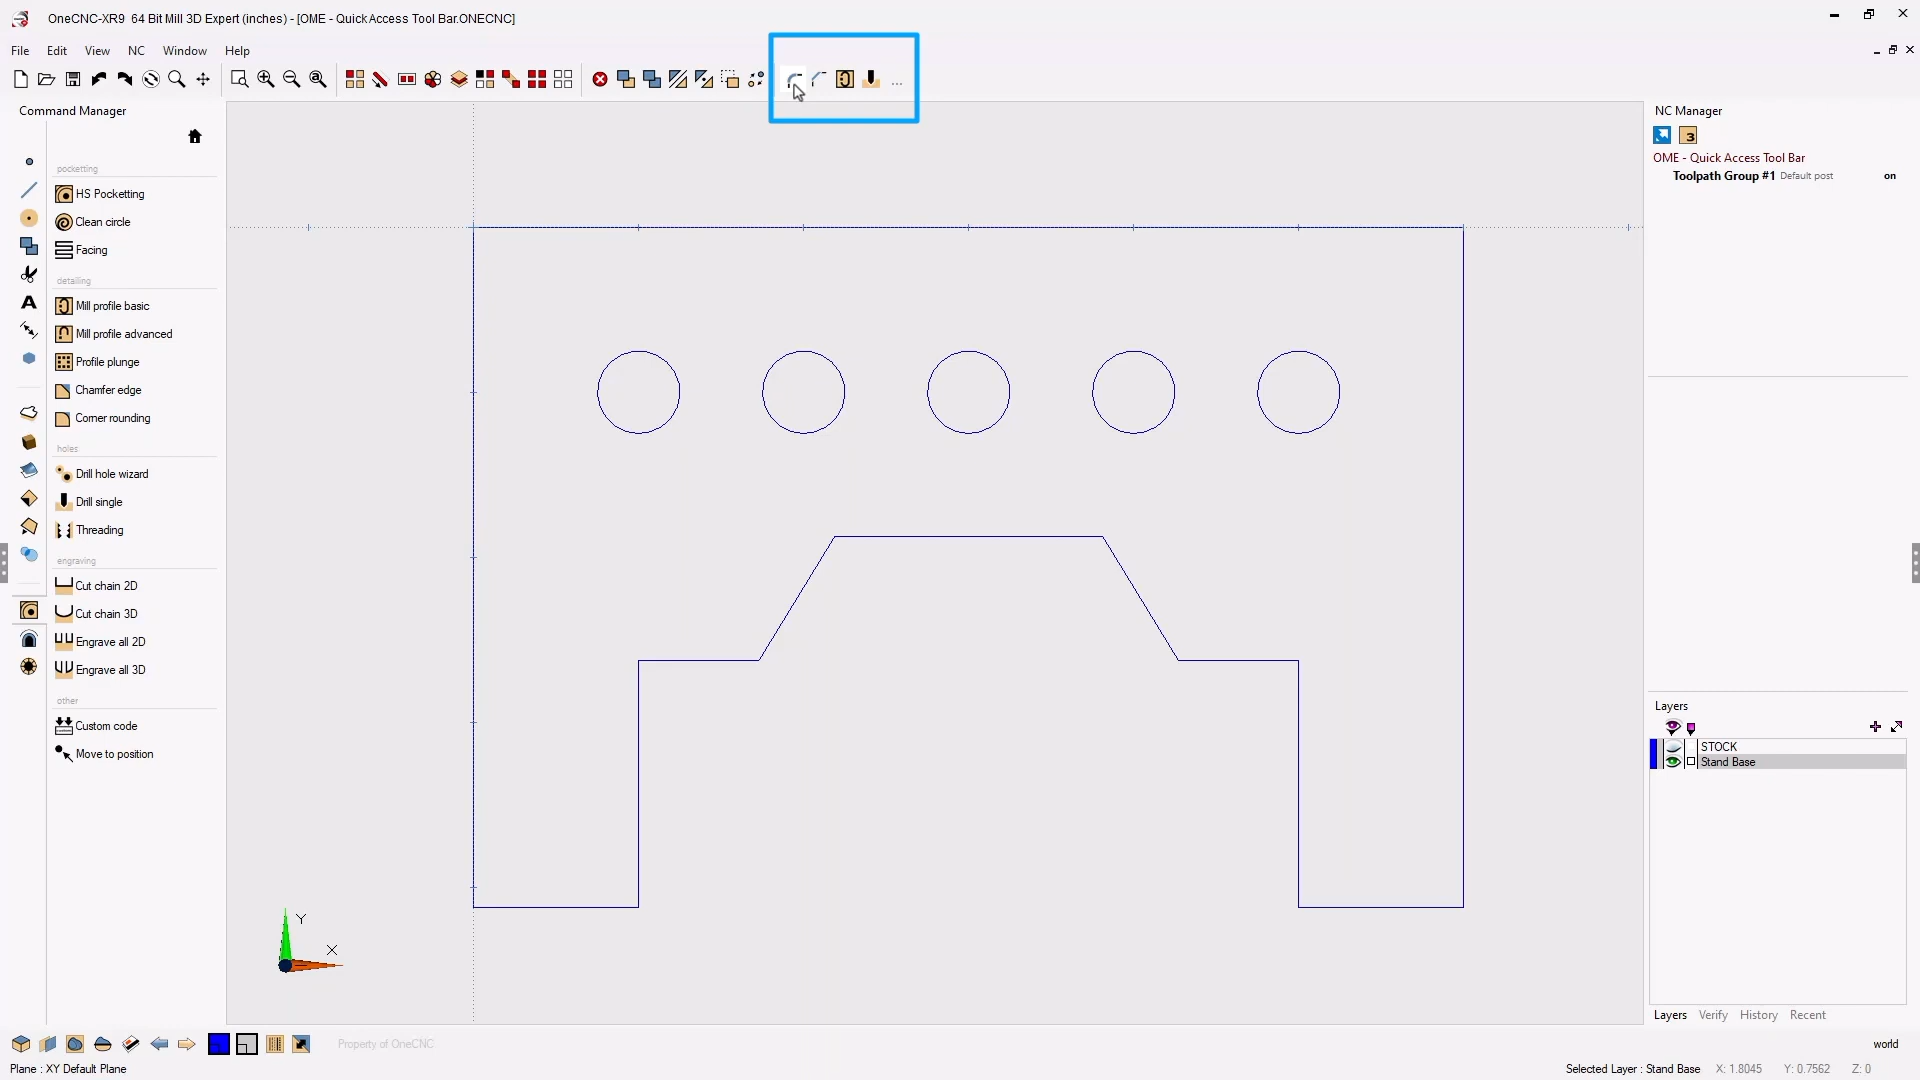 OneCNC-XR9  64 Bit Mill 3D Expert (inches) - [OME - Quick Access Tool Bar.ONECNC]
File Edit View NC Window Help
...
Command Manager
pocketting
HS Pocketting
Clean circle
Facing
detailing
Mill profile basic
Mill profile advanced
Profile plunge
Chamfer edge
Corner rounding
holes
Drill hole wizard
Drill single
Threading
engraving
Cut chain 2D
Cut chain 3D
Engrave all 2D
Engrave all 3D
other
Custom code
Move to position
Y
X
NC Manager
3
OME - Quick Access Tool Bar
Toolpath Group #1 Default post on
Layers
STOCK
Stand Base
Layers Verify History Recent
Property of OneCNC
world
Plane : XY Default Plane
Selected Layer : Stand Base X: 1.8045 Y: 0.7562 Z: 0